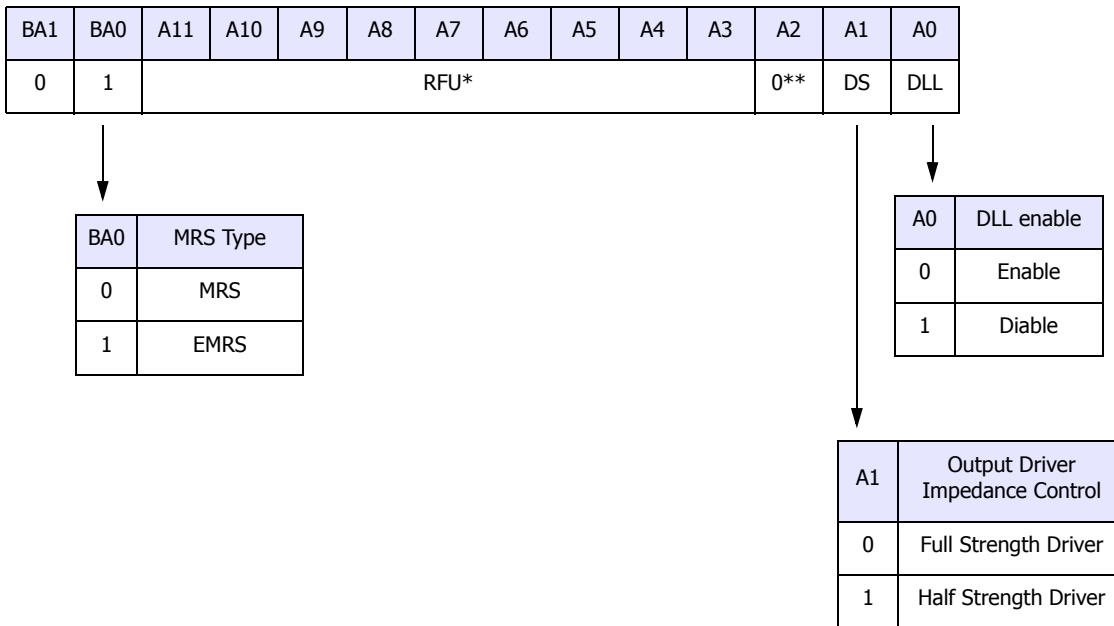 BA1 BA0 A11 A10 A9 A8 A7 A6 A5 A4 A3 A2 A1 A0
0 1 RFU* 0** DS DLL
BA0 MRS Type
0 MRS
1 EMRS
A0 DLL enable
0 Enable
1 Diable
A1 Output Driver
Impedance Control
0 Full Strength Driver
1 Half Strength Driver